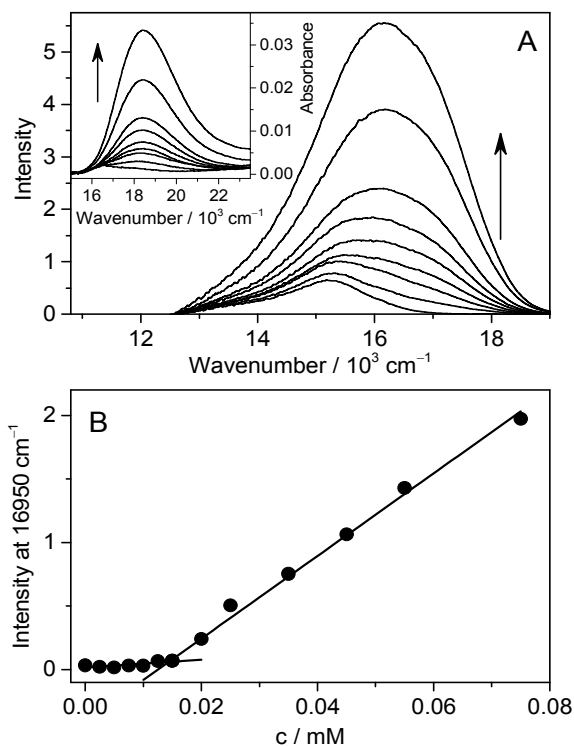 A
5
4
3
2
1
0
Intensity
12 14 16 18
Wavenumber / 10³ cm⁻¹
0.03
0.02
0.01
0.00
Absorbance
16 18 20 22
Wavenumber / 10³ cm⁻¹
B
2
1
0
Intensity at 16950 cm⁻¹
0.00 0.02 0.04 0.06 0.08
c / mM